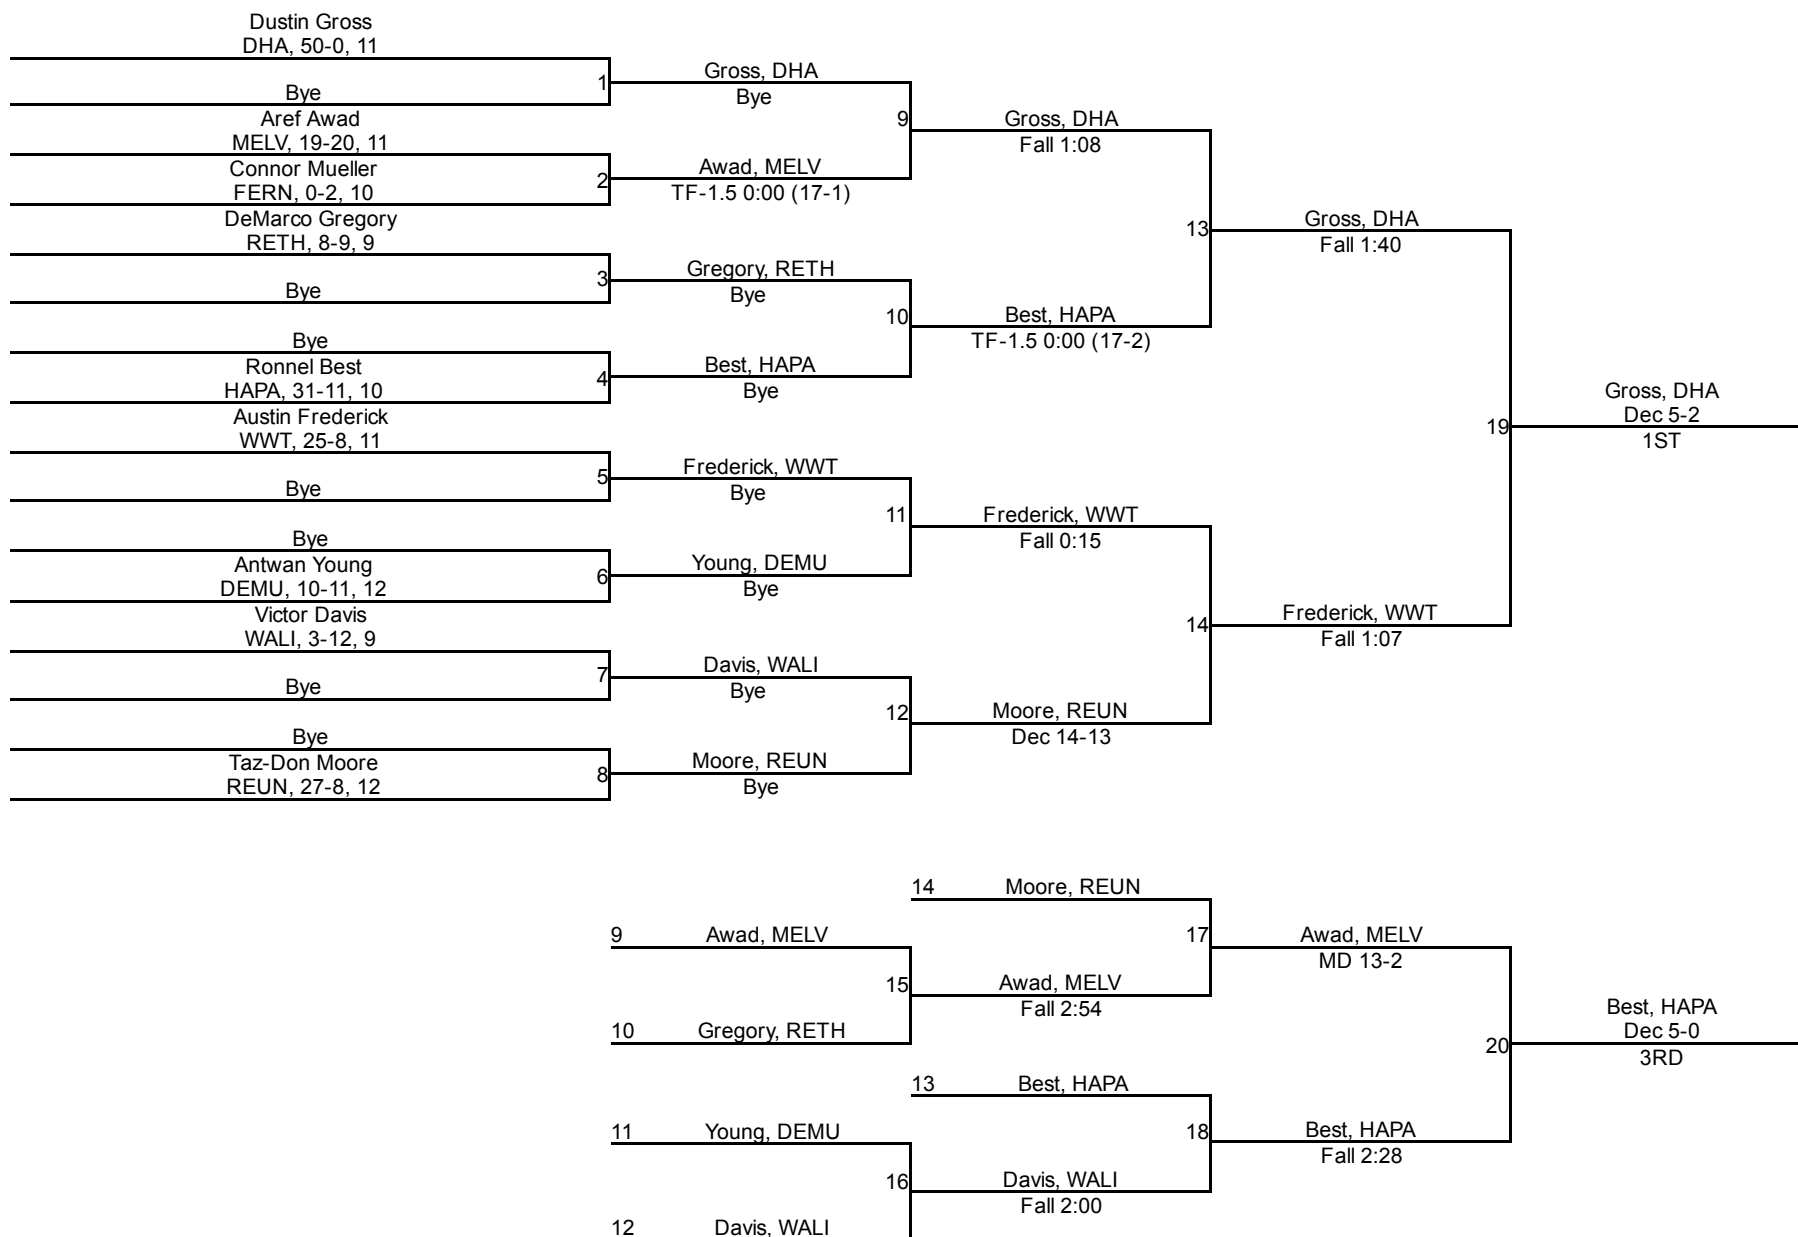 Dustin Gross
DHA, 50-0, 11
Bye
1
Gross, DHA
Bye
Aref Awad
MELV, 19-20, 11
Connor Mueller
FERN, 0-2, 10
2
Awad, MELV
TF-1.5 0:00 (17-1)
9
Gross, DHA
Fall 1:08
DeMarco Gregory
RETH, 8-9, 9
Bye
3
Gregory, RETH
Bye
Bye
Ronnel Best
HAPA, 31-11, 10
4
Best, HAPA
Bye
10
Best, HAPA
TF-1.5 0:00 (17-2)
13
Gross, DHA
Fall 1:40
Austin Frederick
WWT, 25-8, 11
Bye
5
Frederick, WWT
Bye
Bye
Antwan Young
DEMU, 10-11, 12
6
Young, DEMU
Bye
11
Frederick, WWT
Fall 0:15
Victor Davis
WALI, 3-12, 9
Bye
7
Davis, WALI
Bye
Bye
Taz-Don Moore
REUN, 27-8, 12
8
Moore, REUN
Bye
12
Moore, REUN
Dec 14-13
14
Frederick, WWT
Fall 1:07
19
Gross, DHA
Dec 5-2
1ST
14 Moore, REUN
9 Awad, MELV
10 Gregory, RETH
15
Awad, MELV
Fall 2:54
17
Awad, MELV
MD 13-2
13 Best, HAPA
11 Young, DEMU
12 Davis, WALI
16
Davis, WALI
Fall 2:00
18
Best, HAPA
Fall 2:28
20
Best, HAPA
Dec 5-0
3RD